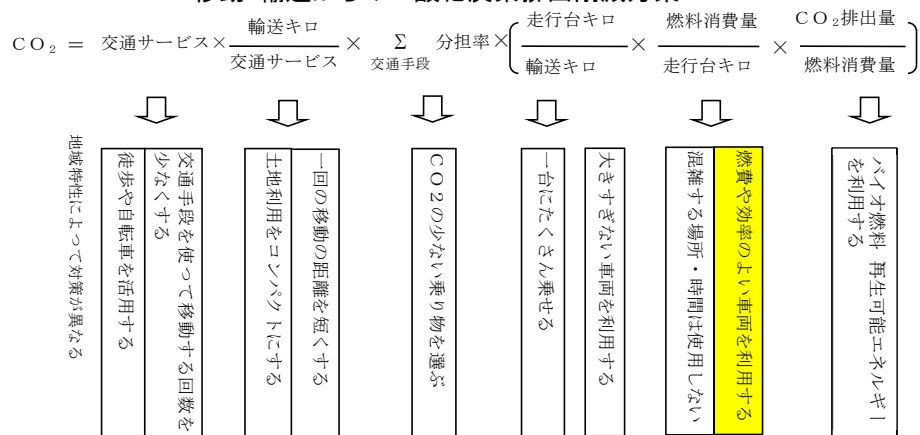 移動・輸送からの二酸化炭素排出削減方策
CO₂ = 交通サービス×輸送キロ/交通サービス × Σ 分担率×(走行台キロ/輸送キロ × 燃料消費量/走行台キロ × CO₂排出量/燃料消費量)
交通手段
地域特性によって対策が異なる
交通手段を使って移動する回数を
少なくする
徒歩や自転車を活用する
一回の移動の距離を短くする
土地利用をコンパクトにする
CO2の少ない乗り物を選ぶ
一台にたくさん乗せる
大きすぎない車両を利用する
燃費や効率のよい車両を利用する
混雑する場所・時間は使用しない
バイオ燃料 再生可能エネルギー
を利用する